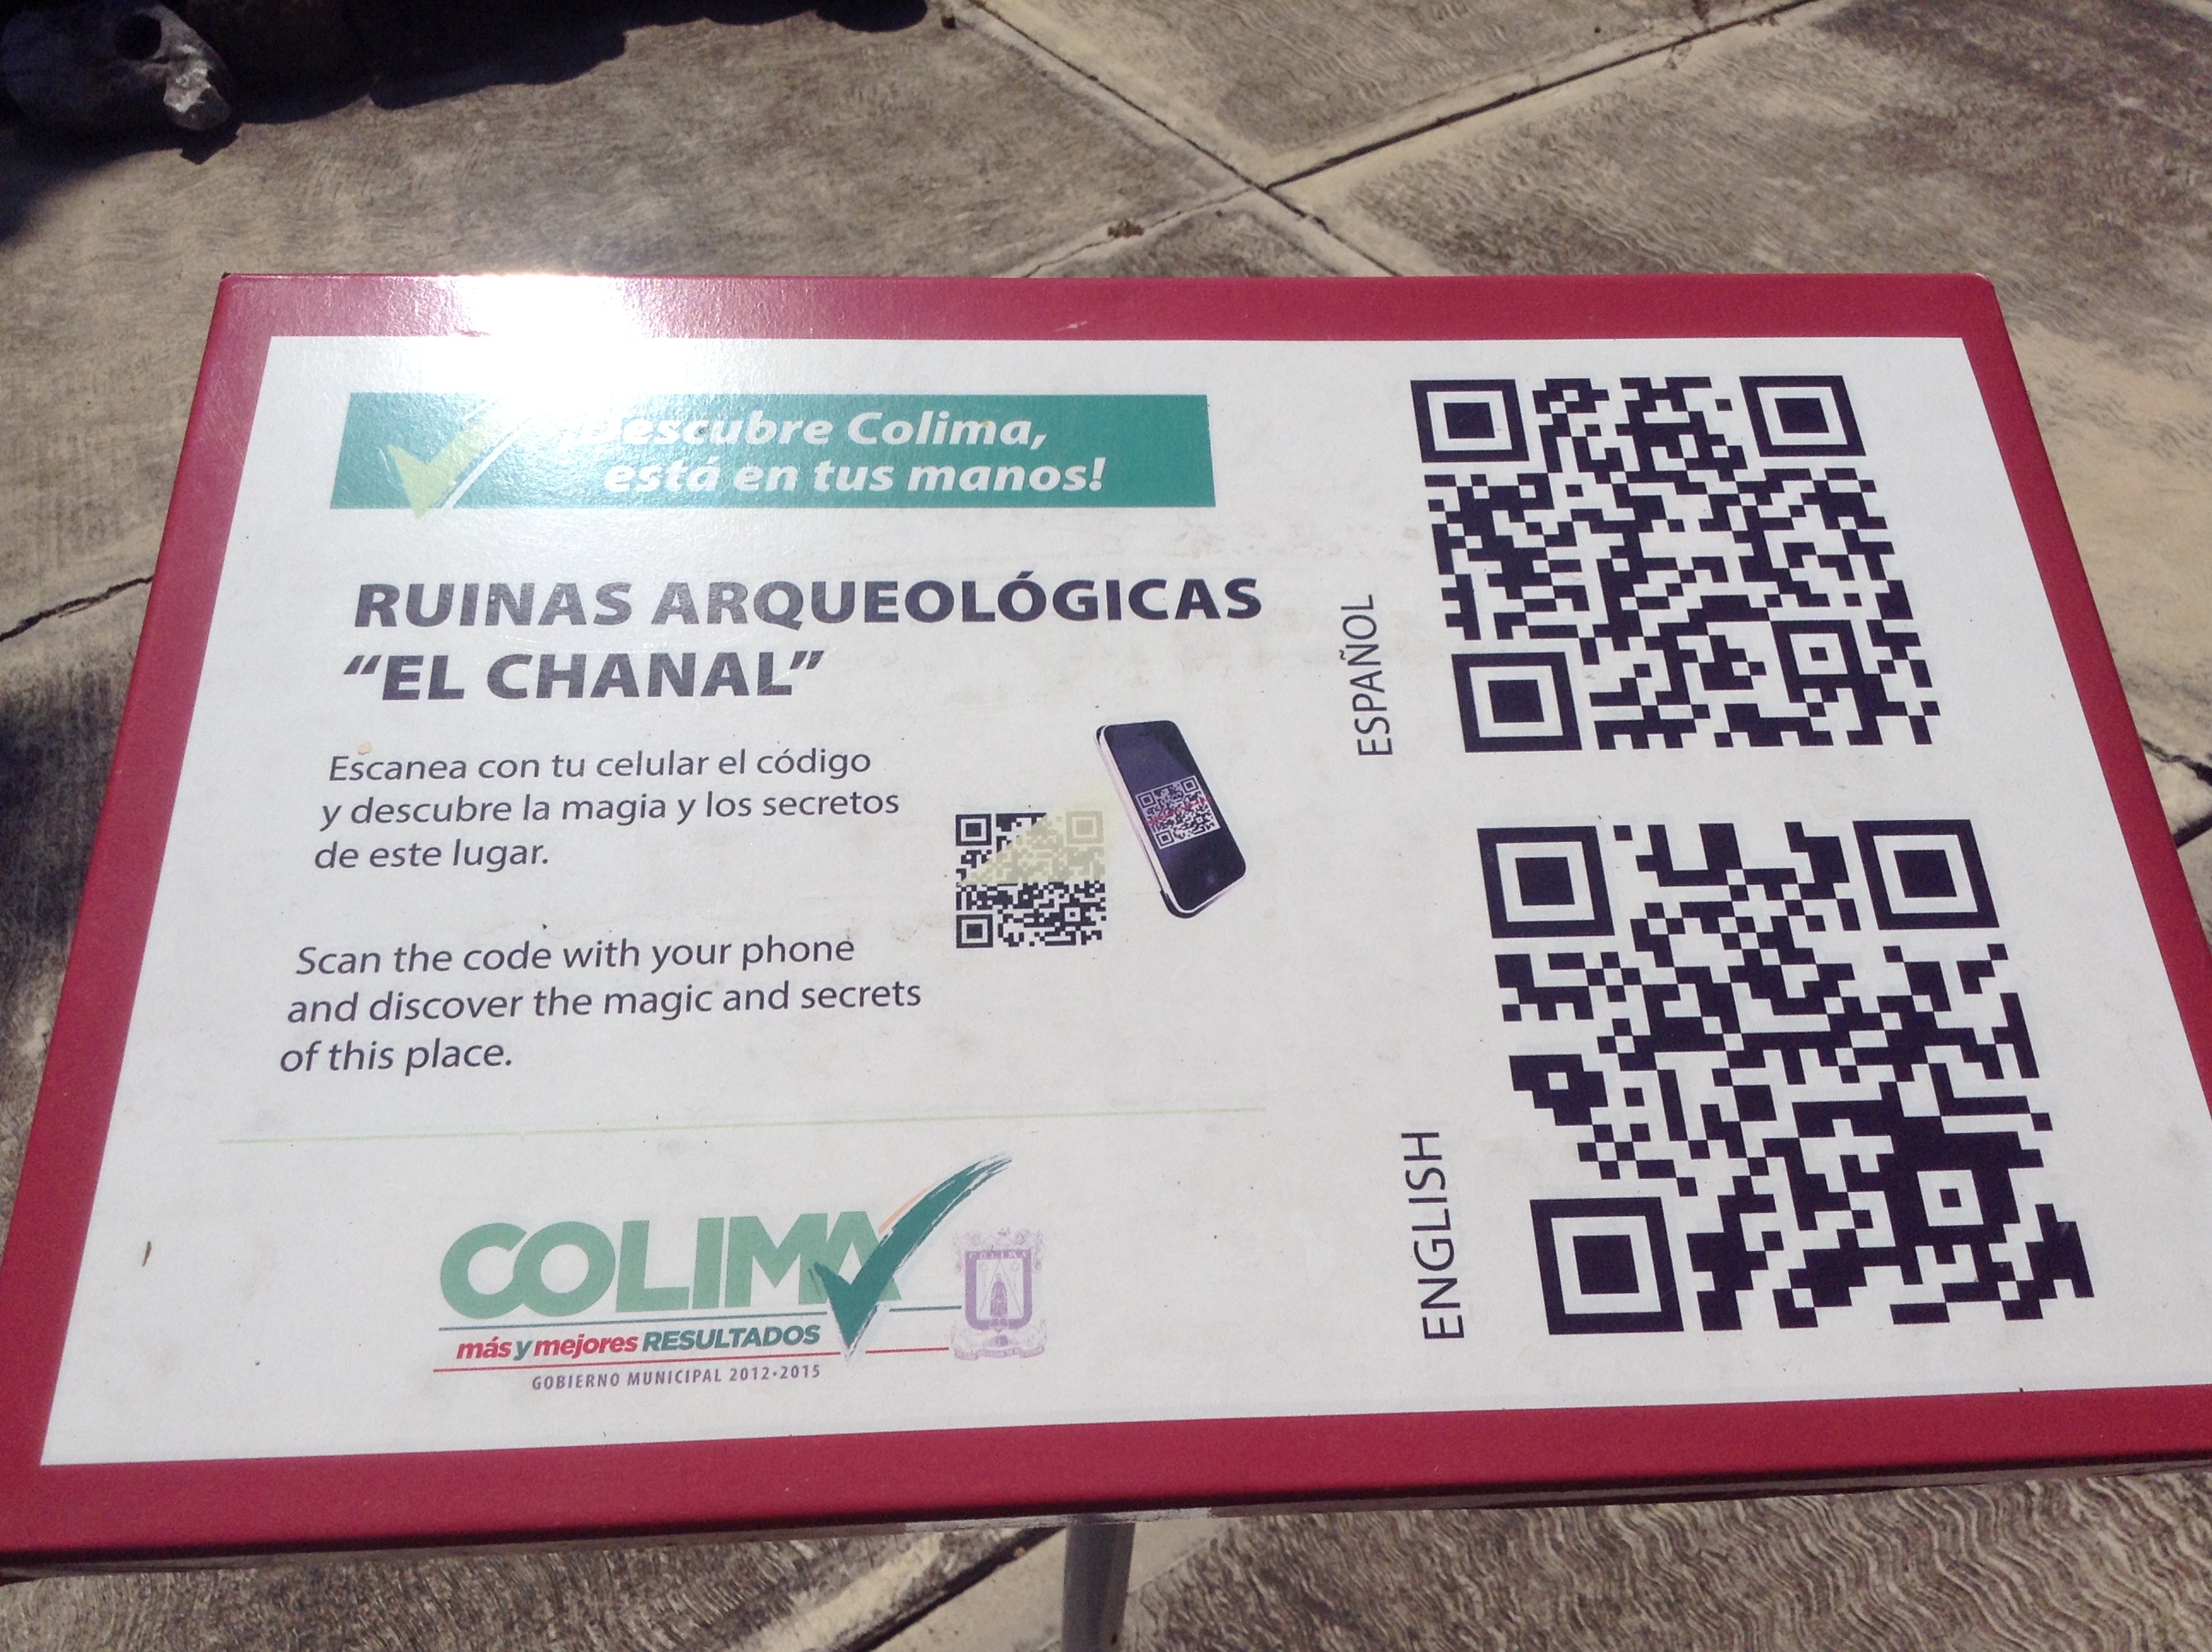 ¡Descubre Colima,
está en tus manos!
RUINAS ARQUEOLÓGICAS
“EL CHANAL”
Escanea con tu celular el código
y descubre la magia y los secretos
de este lugar.
Scan the code with your phone
and discover the magic and secrets
of this place.
COLIMA
más y mejores RESULTADOS
GOBIERNO MUNICIPAL 2012·2015
COLIMA
ESPAÑOL
ENGLISH